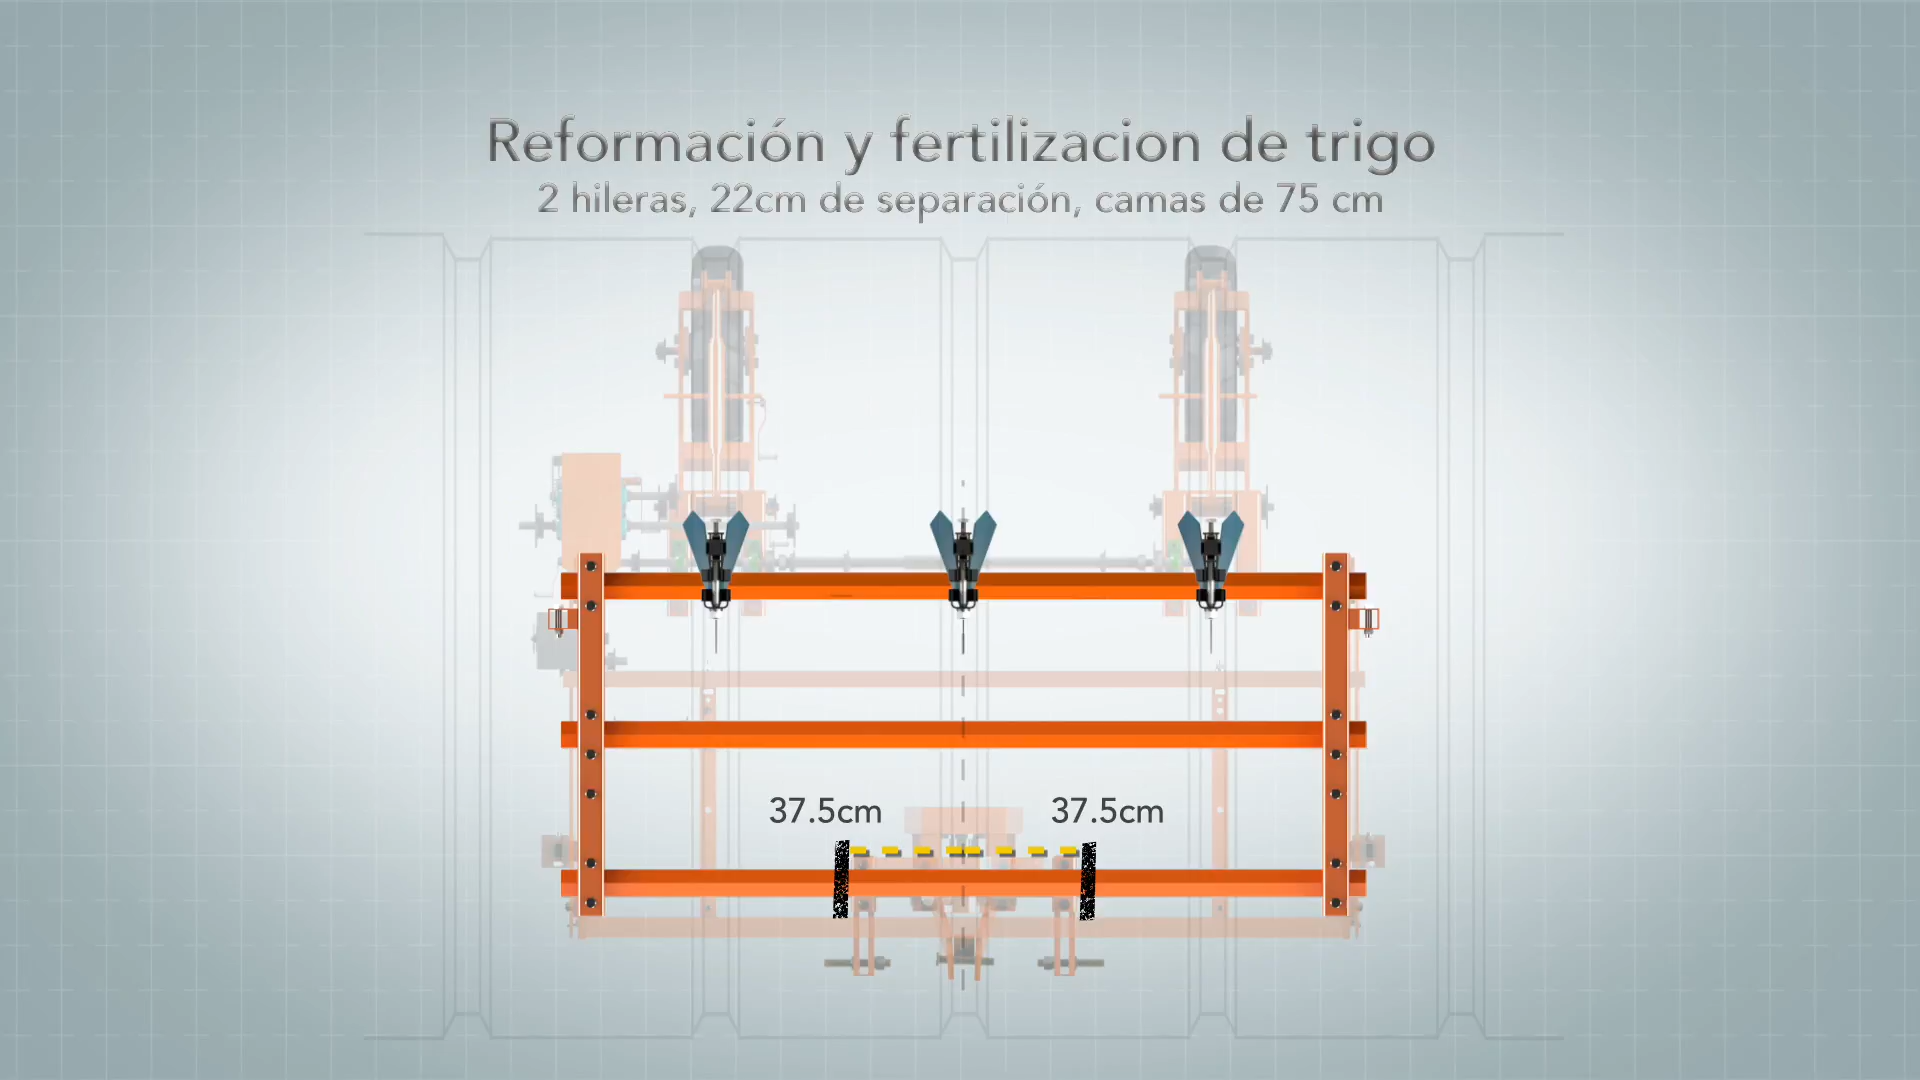 Reformación y fertilizacion de trigo
2 hileras, 22cm de separación, camas de 75 cm
37.5cm 37.5cm